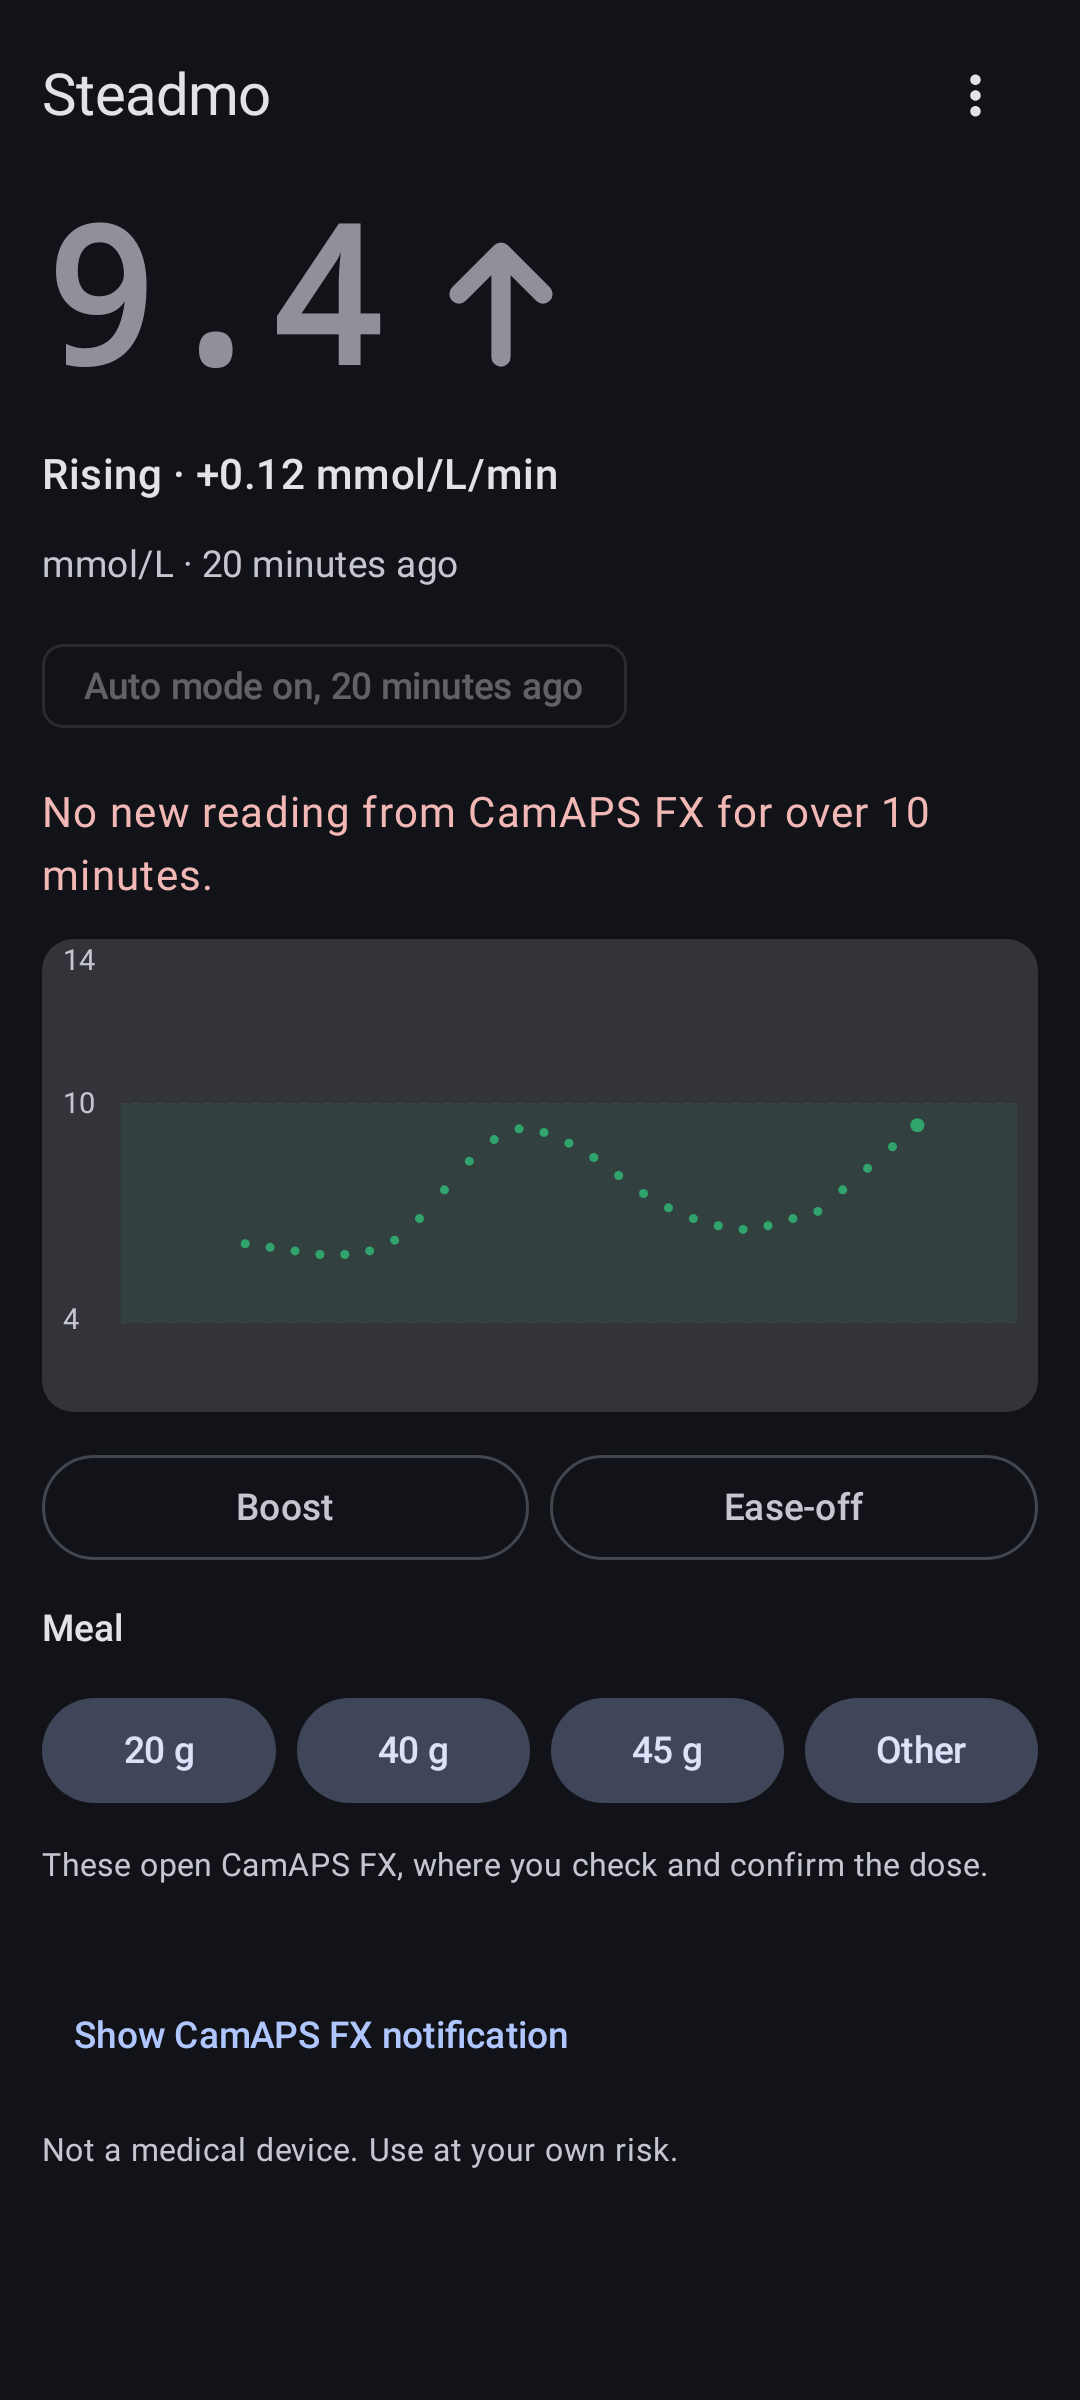 Steadmo
9.4
Rising · +0.12 mmol/L/min
mmol/L · 20 minutes ago
Auto mode on, 20 minutes ago
No new reading from CamAPS FX for over 10
minutes.
14
10
4
Boost
Ease-off
Meal
20 g
40 g
45 g
Other
These open CamAPS FX, where you check and confirm the dose.
Show CamAPS FX notification
Not a medical device. Use at your own risk.